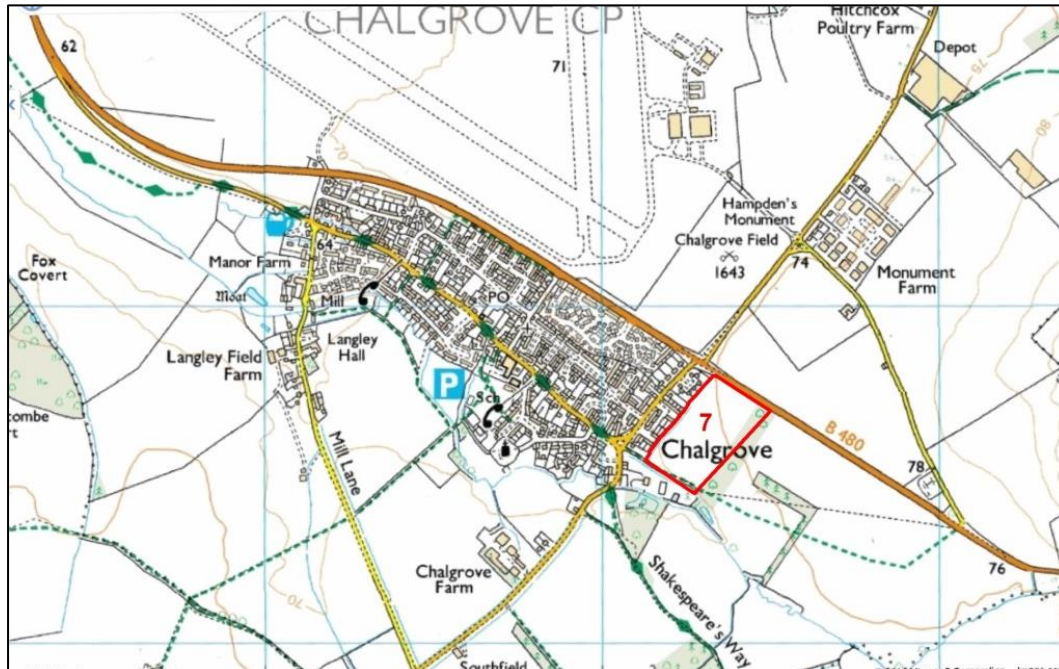 CHALGROVE CP
Hitchcox
Poultry Farm
Depot
62
71
70
75
80
Hampden's
Monument
Chalgrove Field
1643
74
Monument
Farm
Fox
Covert
Manor Farm
64
Moat
Mill
PO
Langley
Hall
Langley Field
Farm
P
Sch
7
Chalgrove
B 480
78
76
Mill Lane
Chalgrove
Farm
Shakespeare's Way
70
Southfield